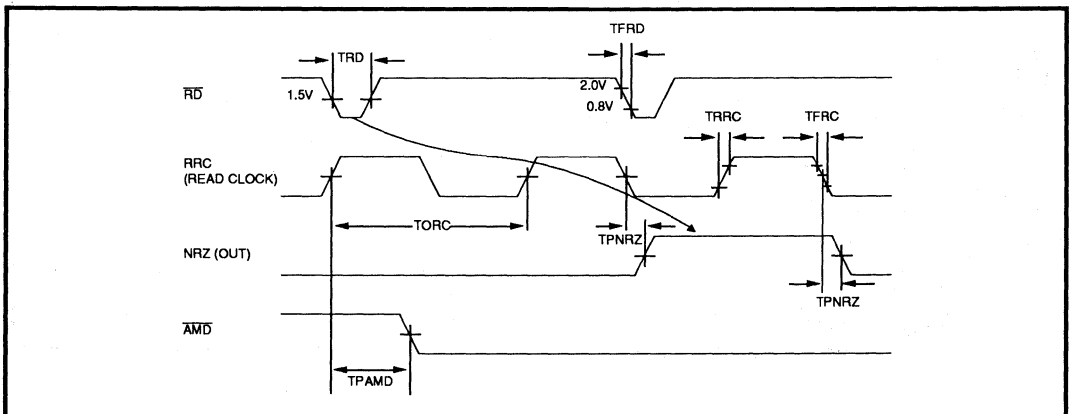 TFRD
TRD
2.0V
RD
1.5V
0.8V
TRRC
TFRC
RRC
(READ CLOCK)
TORC
TPNRZ
NRZ (OUT)
TPNRZ
AMD
TPAMD